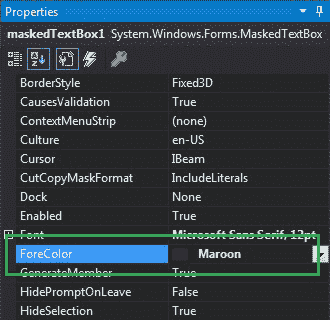 Properties
maskedTextBox1 System.Windows.Forms.MaskedTextBox
BorderStyle Fixed3D
CausesValidation True
ContextMenuStrip (none)
Culture en-US
Cursor IBeam
CutCopyMaskFormat IncludeLiterals
Dock None
Enabled True
Font Microsoft Sans Serif, 12pt
ForeColor Maroon
GenerateMember True
HidePromptOnLeave False
HideSelection True